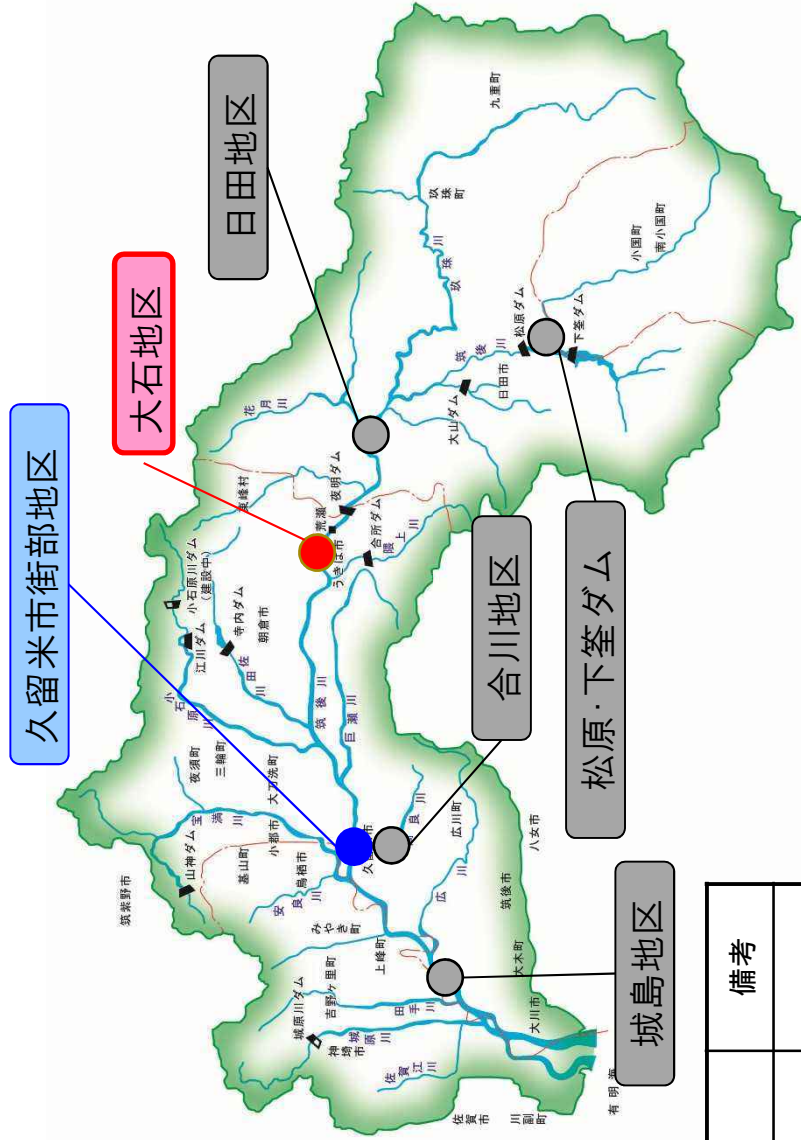 久留米市街部地区
大石地区
日田地区
合川地区
松原・下筌ダム
城島地区
筑紫野市
山神ダム
宝満川
夜須町
三輪町
基山町
小郡市
大刀洗町
鳥栖市
安良川
みやき町
上峰町
吉野ヶ里町
城原川ダム
神埼市
城原川
田手川
佐賀江川
佐賀市
川副町
有明海
大川市
大木町
筑後市
八女市
広川町
広川
小石原川
江川ダム
小石原川ダム
(建設中)
寺内ダム
佐田川
朝倉市
東峰村
筑後川
巨瀬川
うきは市
荒瀬
夜明ダム
合所ダム
隈上川
花月川
大山ダム
日田市
筑後川
松原ダム
下筌ダム
玖珠川
玖珠町
九重町
小国町
南小国町
備考